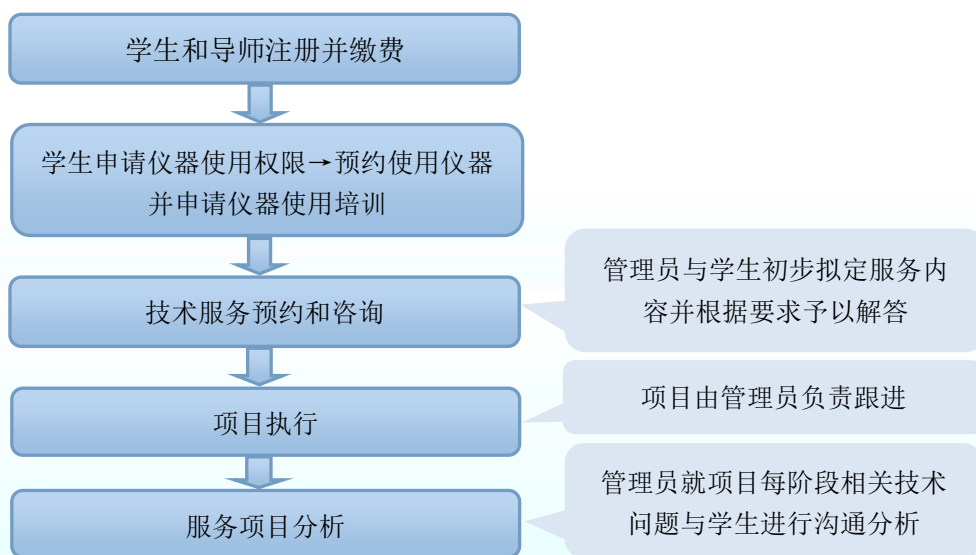 学生和导师注册并缴费
学生申请仪器使用权限→预约使用仪器
并申请仪器使用培训
技术服务预约和咨询
管理员与学生初步拟定服务内
容并根据要求予以解答
项目执行
项目由管理员负责跟进
服务项目分析
管理员就项目每阶段相关技术
问题与学生进行沟通分析